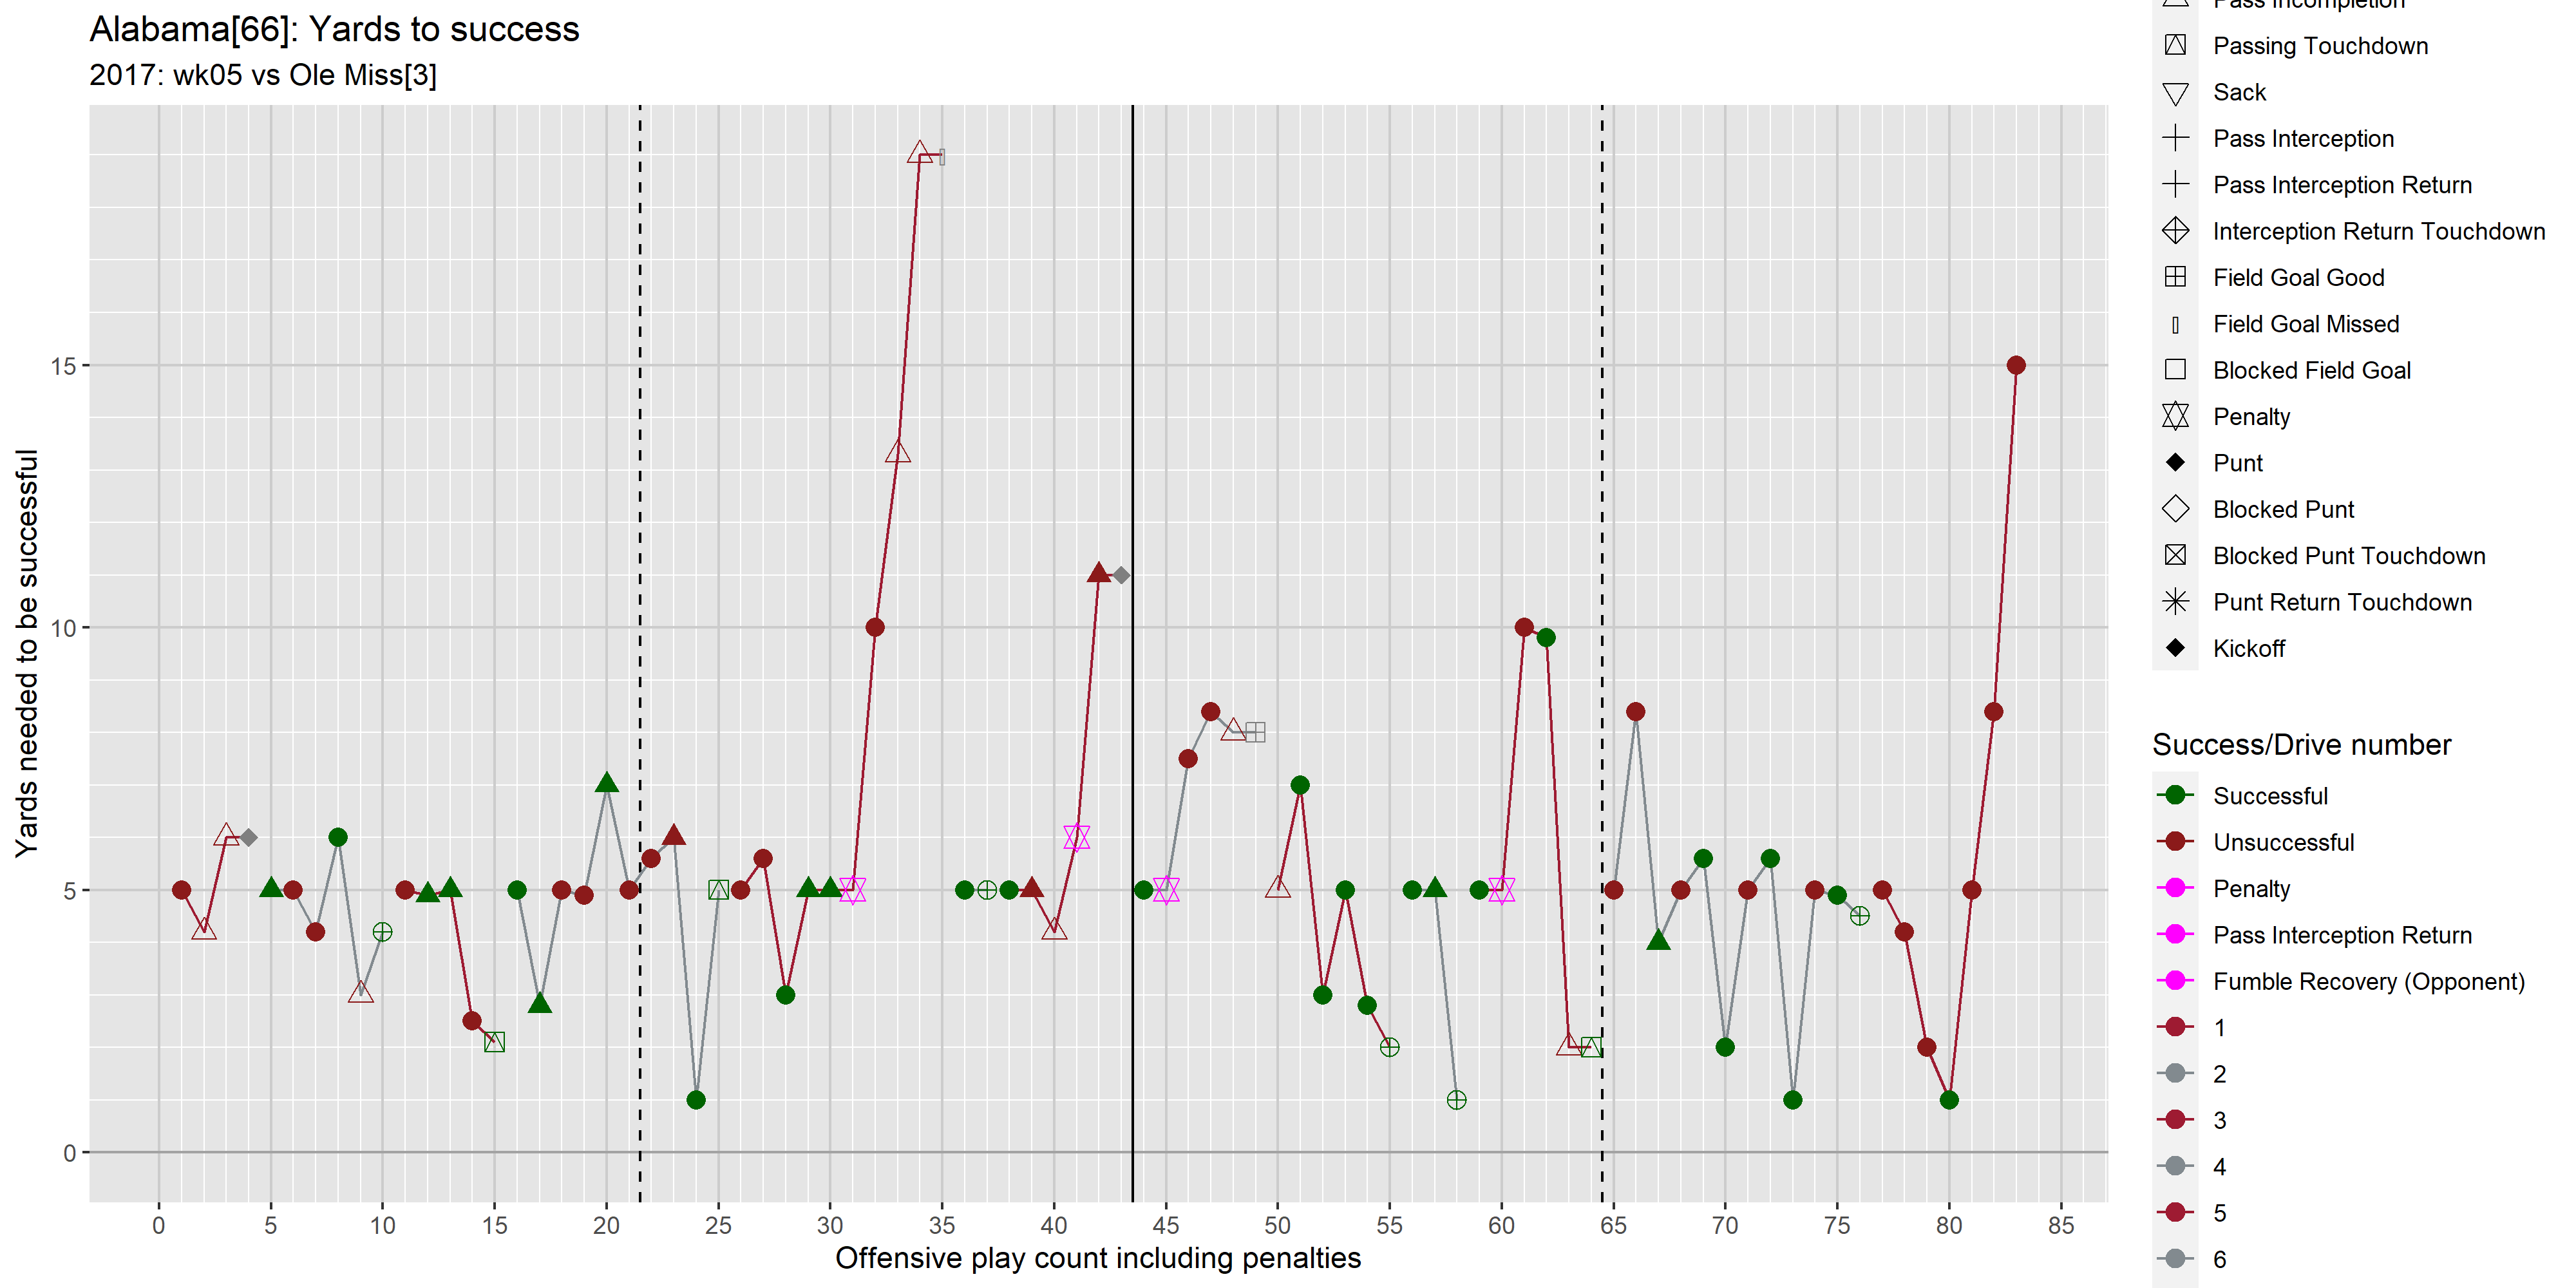 Alabama[66]: Yards to success
2017: wk05 vs Ole Miss[3]
Yards needed to be successful
15
10
5
0
0 5 10 15 20 25 30 35 40 45 50 55 60 65 70 75 80 85
Offensive play count including penalties
Pass Incompletion
Passing Touchdown
Sack
Pass Interception
Pass Interception Return
Interception Return Touchdown
Field Goal Good
Field Goal Missed
Blocked Field Goal
Penalty
Punt
Blocked Punt
Blocked Punt Touchdown
Punt Return Touchdown
Kickoff
Success/Drive number
Successful
Unsuccessful
Penalty
Pass Interception Return
Fumble Recovery (Opponent)
1
2
3
4
5
6